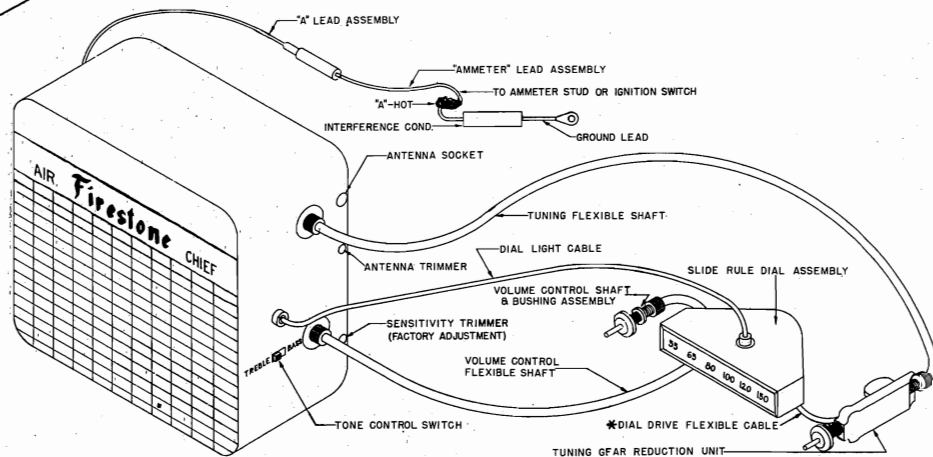 "A" LEAD ASSEMBLY
"AMMETER" LEAD ASSEMBLY
TO AMMETER STUD OR IGNITION SWITCH
"A"-HOT
INTERFERENCE COND.
GROUND LEAD
ANTENNA SOCKET
AIR Firestone CHIEF
TUNING FLEXIBLE SHAFT
DIAL LIGHT CABLE
ANTENNA TRIMMER
SLIDE RULE DIAL ASSEMBLY
VOLUME CONTROL SHAFT
& BUSHING ASSEMBLY
SENSITIVITY TRIMMER
(FACTORY ADJUSTMENT)
TREBLE BASS
55 65 80 100 120 150
VOLUME CONTROL
FLEXIBLE SHAFT
TONE CONTROL SWITCH
*DIAL DRIVE FLEXIBLE CABLE
TUNING GEAR REDUCTION UNIT